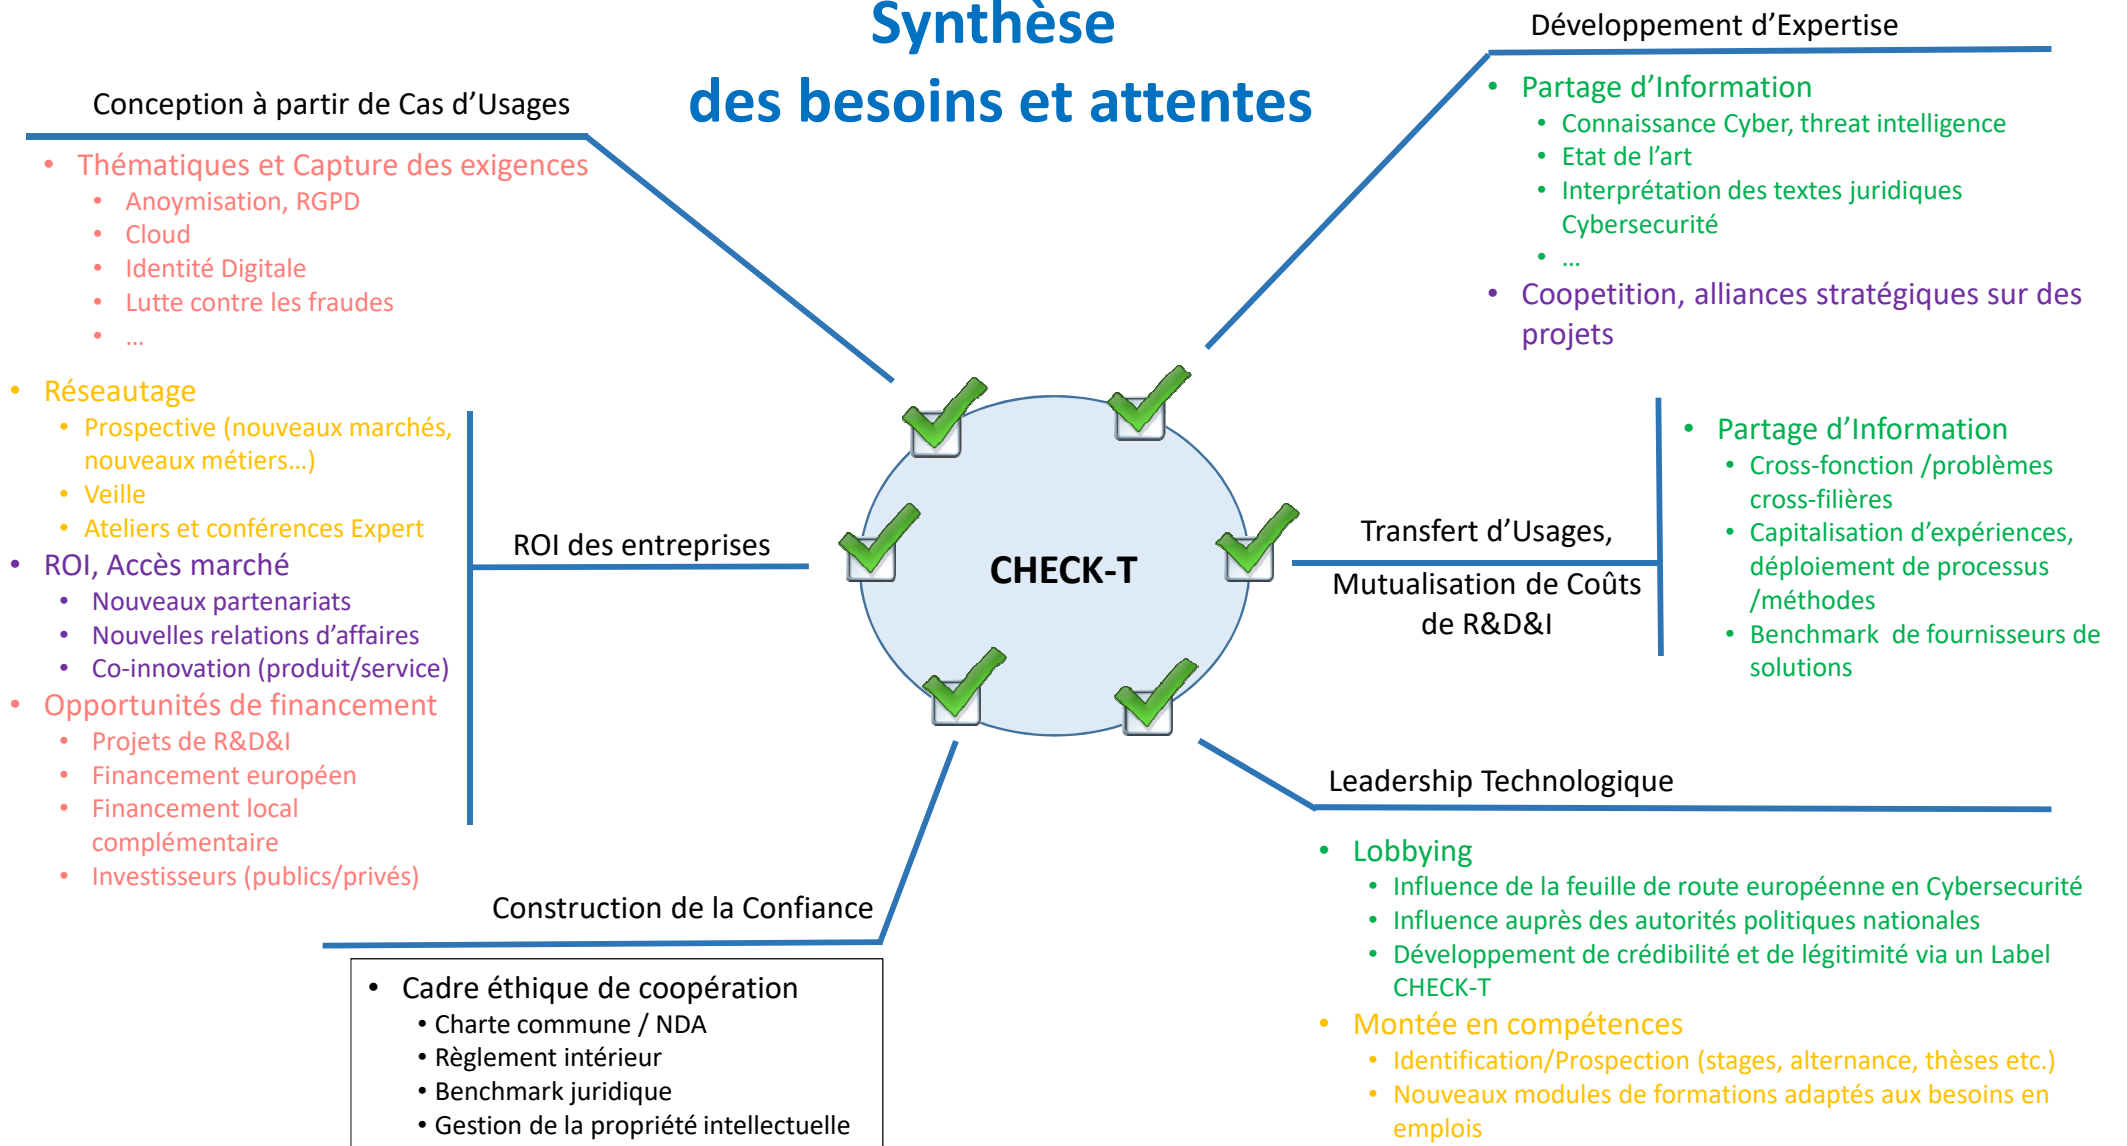 Synthèse
des besoins et attentes
Conception à partir de Cas d’Usages
• Thématiques et Capture des exigences
• Anoymisation, RGPD
• Cloud
• Identité Digitale
• Lutte contre les fraudes
• ...
• Réseautage
• Prospective (nouveaux marchés,
nouveaux métiers…)
• Veille
• Ateliers et conférences Expert
• ROI, Accès marché
• Nouveaux partenariats
• Nouvelles relations d’affaires
• Co-innovation (produit/service)
• Opportunités de financement
• Projets de R&D&I
• Financement européen
• Financement local
complémentaire
• Investisseurs (publics/privés)
ROI des entreprises
Construction de la Confiance
• Cadre éthique de coopération
• Charte commune / NDA
• Règlement intérieur
• Benchmark juridique
• Gestion de la propriété intellectuelle
CHECK-T
Développement d’Expertise
• Partage d’Information
• Connaissance Cyber, threat intelligence
• Etat de l’art
• Interprétation des textes juridiques
Cybersecurité
• ...
• Coopetition, alliances stratégiques sur des
projets
Transfert d’Usages,
Mutualisation de Coûts
de R&D&I
• Partage d’Information
• Cross-fonction /problèmes
cross-filières
• Capitalisation d’expériences,
déploiement de processus
/méthodes
• Benchmark de fournisseurs de
solutions
Leadership Technologique
• Lobbying
• Influence de la feuille de route européenne en Cybersecurité
• Influence auprès des autorités politiques nationales
• Développement de crédibilité et de légitimité via un Label
CHECK-T
• Montée en compétences
• Identification/Prospection (stages, alternance, thèses etc.)
• Nouveaux modules de formations adaptés aux besoins en
emplois